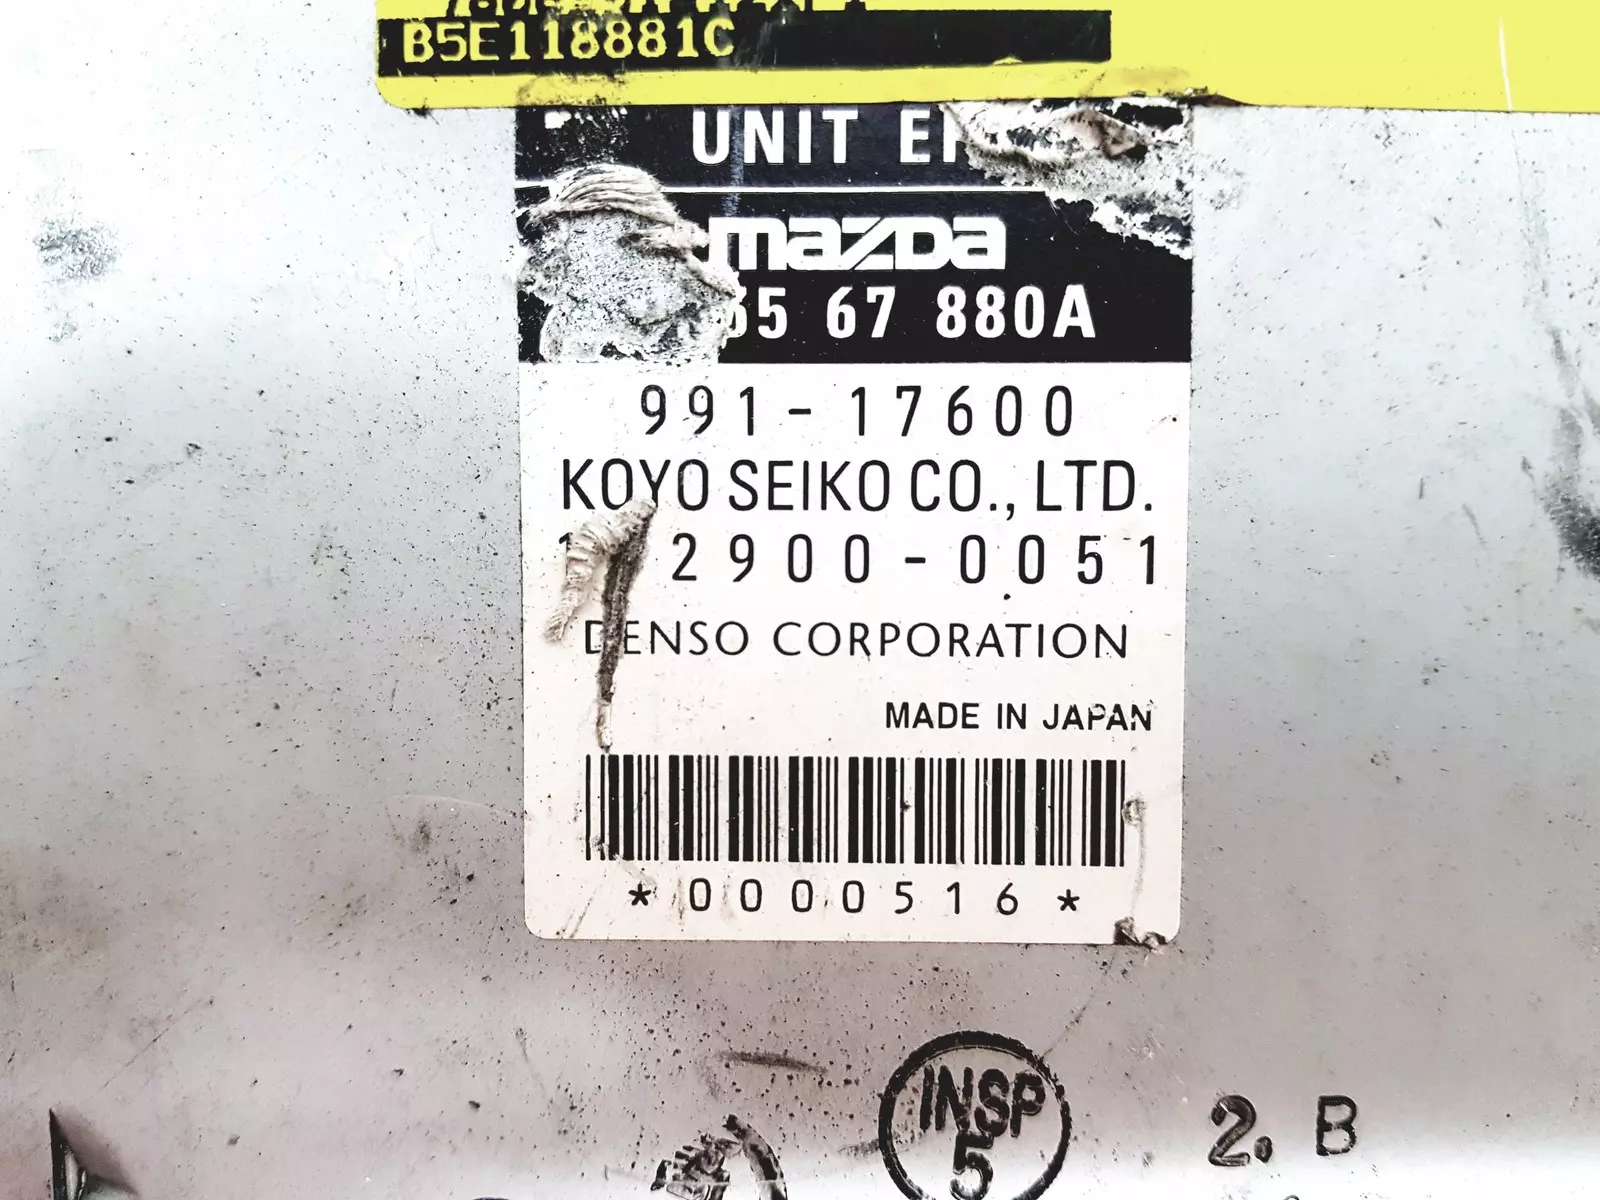 B5E118881C
UNIT
mazda
67 880A
991-17600
KOYO SEIKO CO., LTD.
2900-0051
DENSO CORPORATION
MADE IN JAPAN
*0000516*
INSP
5
2. B